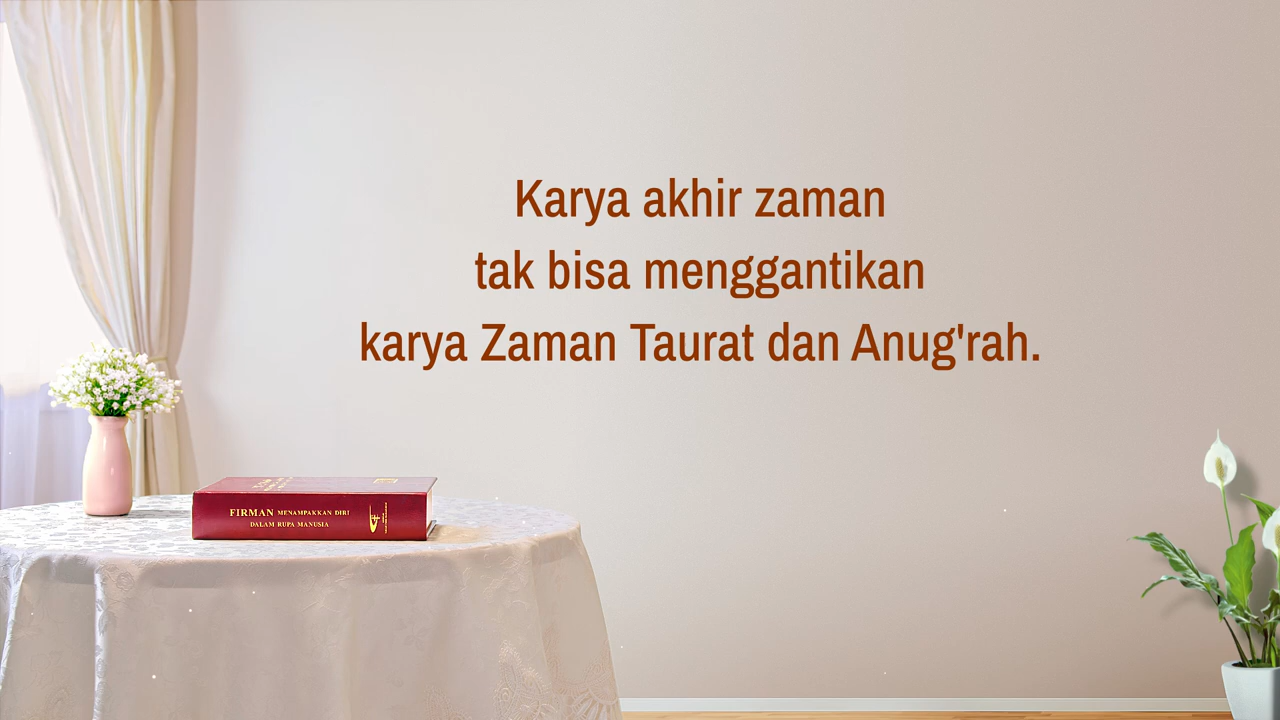 Karya akhir zaman
tak bisa menggantikan
karya Zaman Taurat dan Anug'rah.
FIRMAN MENAMPAKKAN DIRI
DALAM RUPA MANUSIA